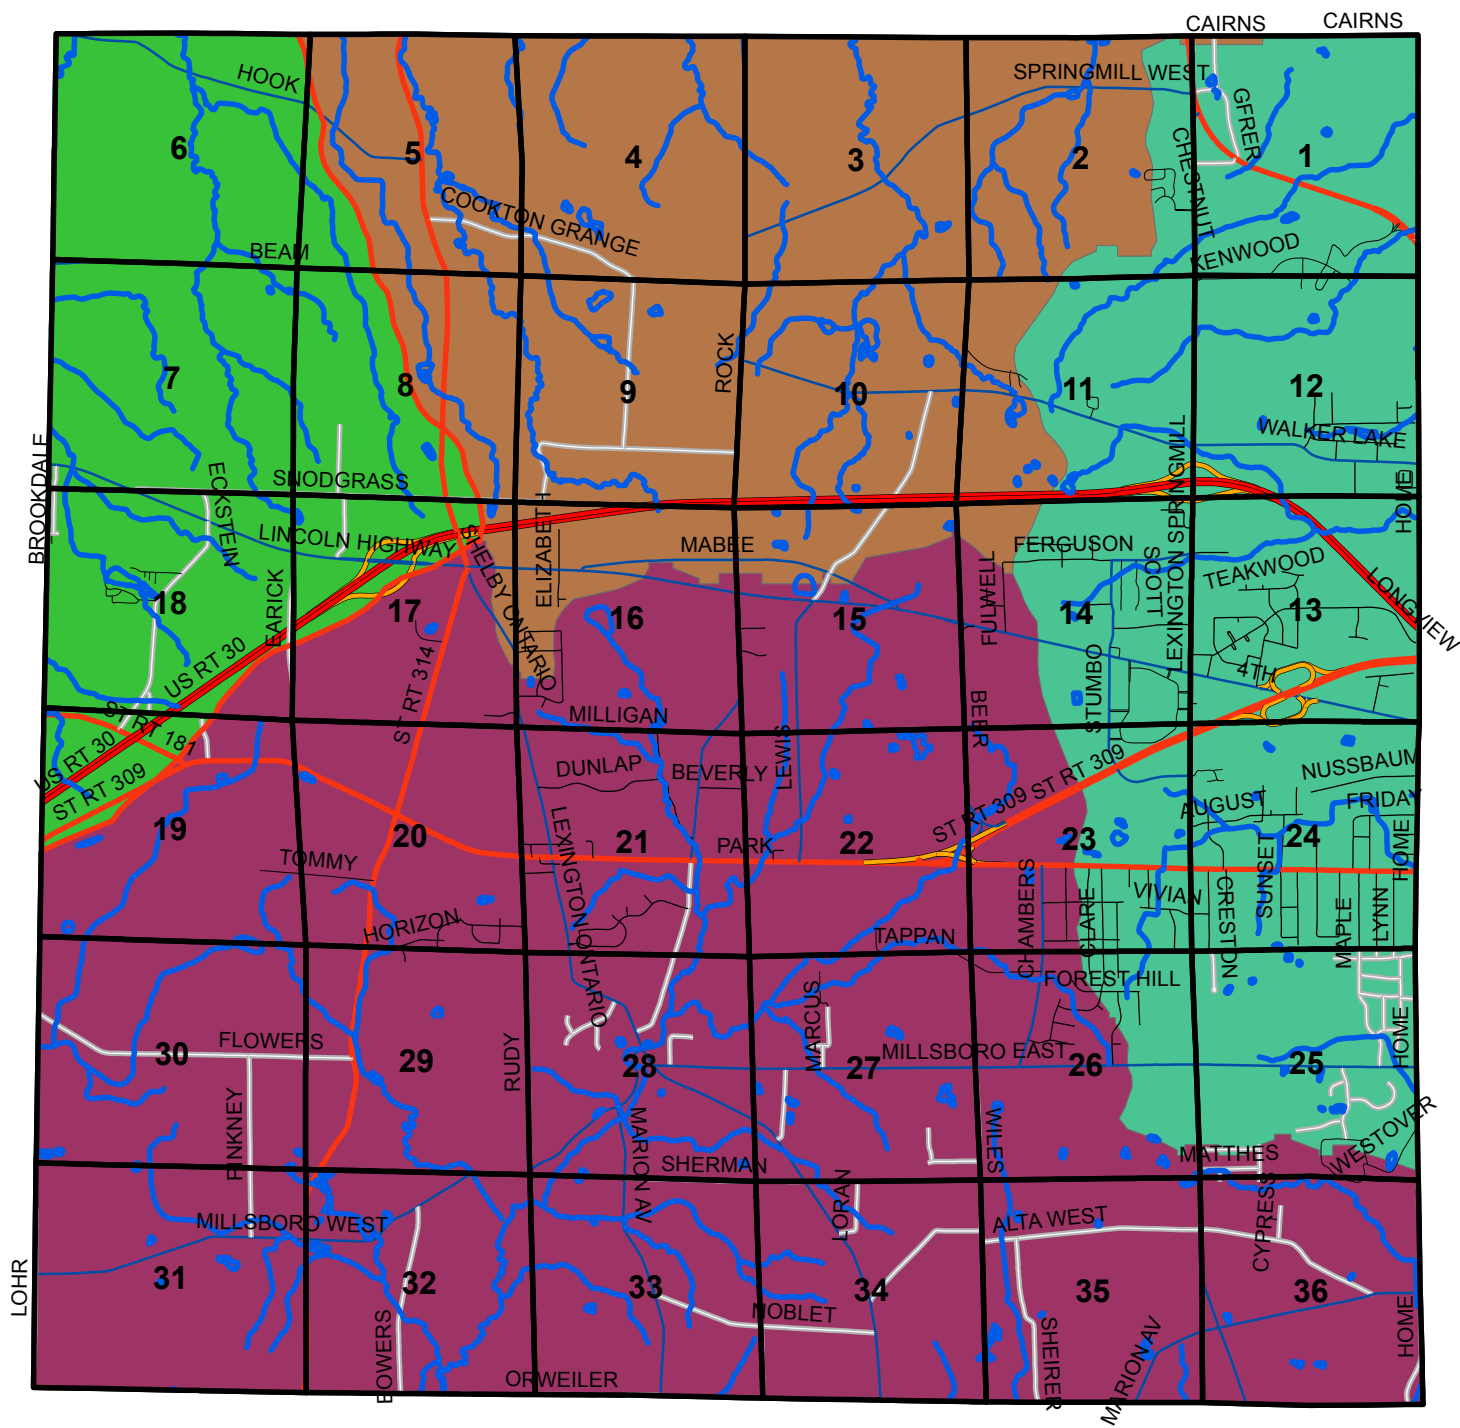 CAIRNS
CAIRNS
HOOK
SPRINGMILL WEST
GFRER
6
5
4
3
2
1
CHESTNUT
COOKTON GRANGE
BEAM
KENWOOD
ROCK
7
8
9
10
11
12
WALKER LAKE
BROOKDALE
ECKSTEIN
SNODGRASS
LEXINGTON SPRINGMILL
HOME
LINCOLN HIGHWAY
SHELBY ONTARIO
ELIZABETH
MABEE
FERGUSON
STOOS
TEAKWOOD
LONGVIEW
EARICK
FULWELL
18
17
16
15
14
13
US RT 30
ST RT 314
STUMBO
4TH
ST RT 181
MILLIGAN
BEER
LEWIS
US RT 30
ST RT 309
DUNLAP
BEVERLY
ST RT 309
ST RT 309
NUSSBAUM
AUGUST
FRIDAY
19
20
21
22
23
24
TOMMY
LEXINGTON ONTARIO
PARK
SUNSET
HOME
CHAMBERS
CLARE
VIVIAN
CRESTON
MAPLE
LYNN
HORIZON
TAPPAN
FOREST HILL
MARCUS
FLOWERS
RUDY
MILLSBORO EAST
HOME
30
29
28
27
26
25
PINKNEY
MARION AV
SHERMAN
WILES
MATTHES
WESTOVER
LORAN
MILLSBORO WEST
ALTA WEST
CYPRESS
LOHR
31
32
33
34
35
36
NOBLET
BOWERS
ORWEILER
SHEIRER
MARION AV
HOME